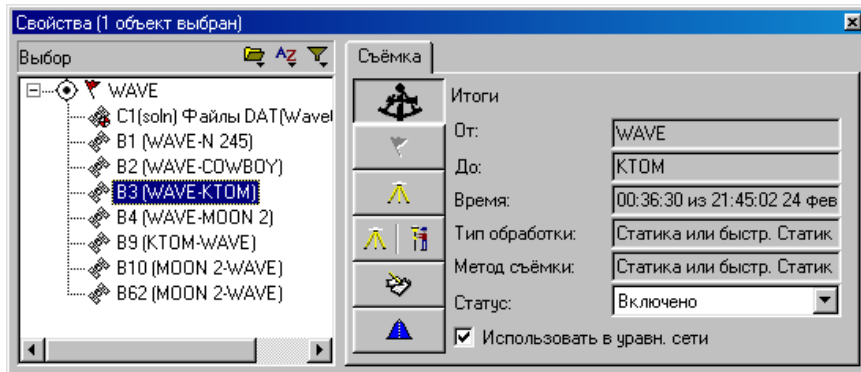 Свойства (1 объект выбран)
Выбор
WAVE
C1(soln) Файлы DAT(Wavel
B1 (WAVE-N 245)
B2 (WAVE-COWBOY)
B3 (WAVE-KTOM)
B4 (WAVE-MOON 2)
B9 (KTOM-WAVE)
B10 (MOON 2-WAVE)
B62 (MOON 2-WAVE)
Съёмка
Итоги
От: WAVE
До: KTOM
Время: 00:36:30 из 21:45:02 24 фев
Тип обработки: Статика или быстр. Статик
Метод съёмки: Статика или быстр. Статик
Статус: Включено
Использовать в уравн. сети